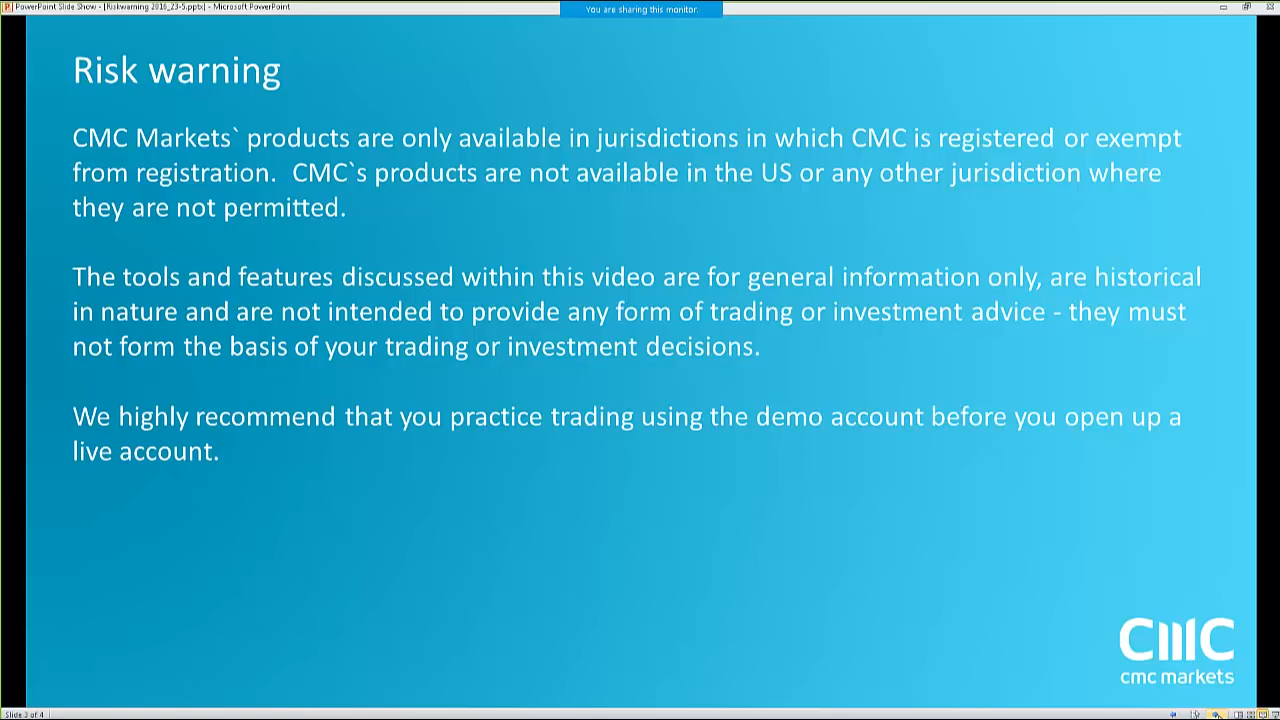 PowerPoint Slide Show - [Riskwarning 2016_23-5.pptx] - Microsoft PowerPoint
You are sharing this monitor.
Risk warning
CMC Markets` products are only available in jurisdictions in which CMC is registered or exempt
from registration.  CMC`s products are not available in the US or any other jurisdiction where
they are not permitted.
The tools and features discussed within this video are for general information only, are historical
in nature and are not intended to provide any form of trading or investment advice - they must
not form the basis of your trading or investment decisions.
We highly recommend that you practice trading using the demo account before you open up a
live account.
CMC
cmc markets
Slide 3 of 4